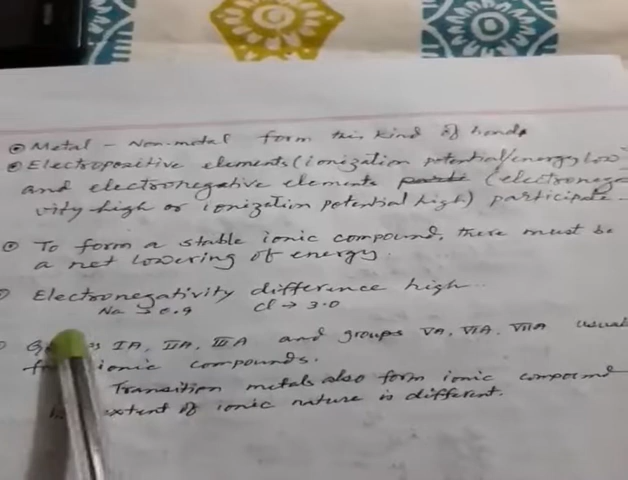 Metal - Non-metal form this kind of bonds
Electropositive elements (ionization potential/energy low)
and electronegative elements (electronega
vity high or ionization potential high) participate.
To form a stable ionic compound, there must be
a net lowering of energy.
Electronegativity difference high.
Na → 0.9 Cl → 3.0
IA, IIA, IIIA and groups VA, VIA, VIIA usual
ionic compounds.
Transition metals also form ionic compound
extent of ionic nature is different.